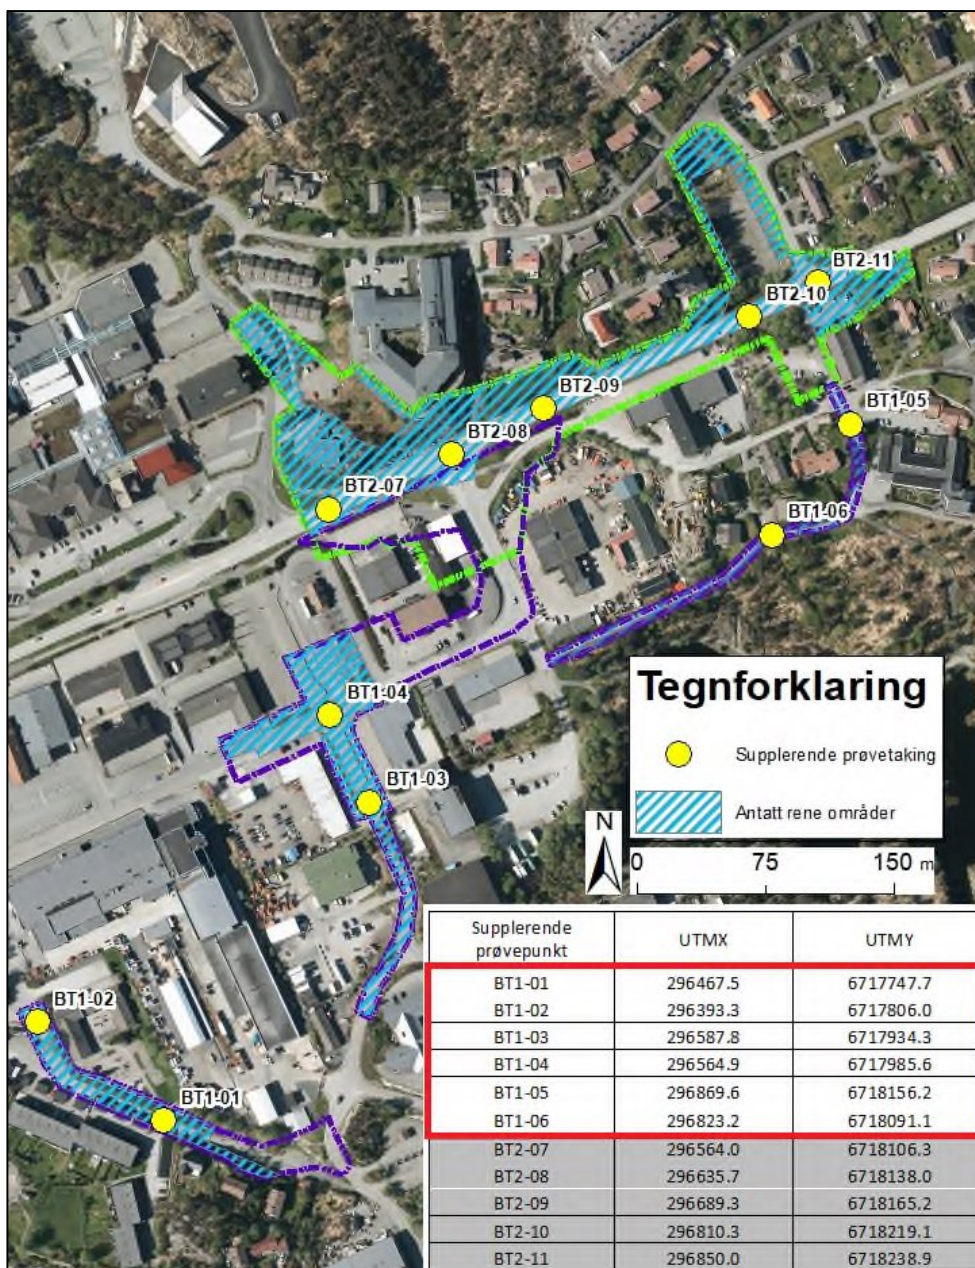 BT2-11
BT2-10
BT2-09
BT1-05
BT2-08
BT2-07
BT1-06
BT1-04
BT1-03
BT1-02
BT1-01
Tegnforklaring
Supplerende prøvetaking
Antatt rene områder
N
0 75 150 m
Supplerende
prøvepunkt UTMX UTMY
BT1-01 296467.5 6717747.7
BT1-02 296393.3 6717806.0
BT1-03 296587.8 6717934.3
BT1-04 296564.9 6717985.6
BT1-05 296869.6 6718156.2
BT1-06 296823.2 6718091.1
BT2-07 296564.0 6718106.3
BT2-08 296635.7 6718138.0
BT2-09 296689.3 6718165.2
BT2-10 296810.3 6718219.1
BT2-11 296850.0 6718238.9